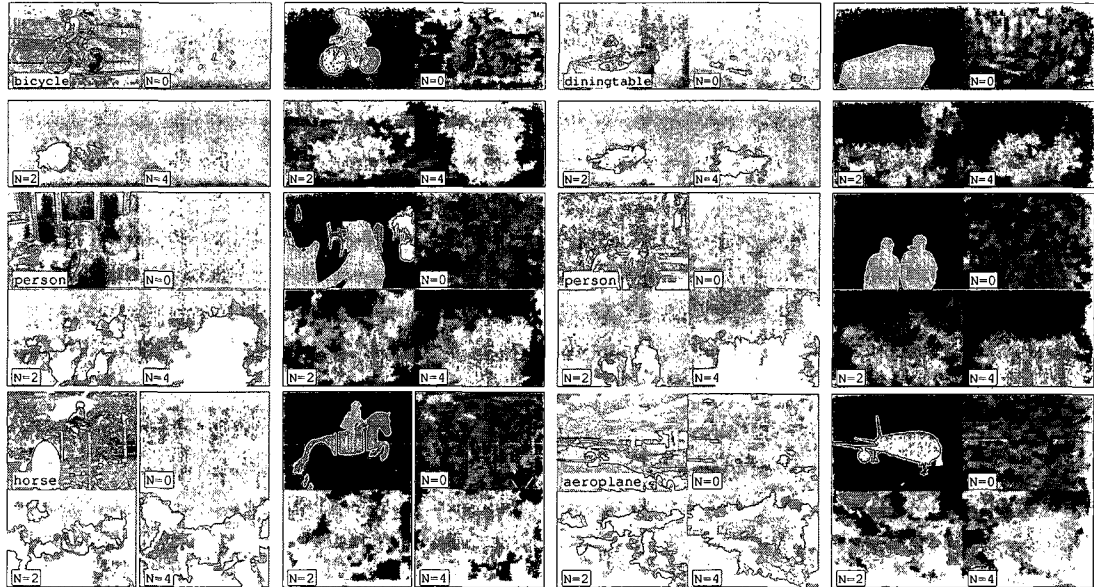 bicycle N=0 N=0 diningtable N=0 N=0
N=2 N=4 N=2 N=4 N=2 N=4 N=2 N=4
person N=0 N=0 person N=0 N=0
N=2 N=4 N=2 N=4 N=2 N=4 N=2 N=4
horse N=0 N=0 aeroplane N=0 N=0
N=2 N=4 N=2 N=4 N=2 N=4 N=2 N=4